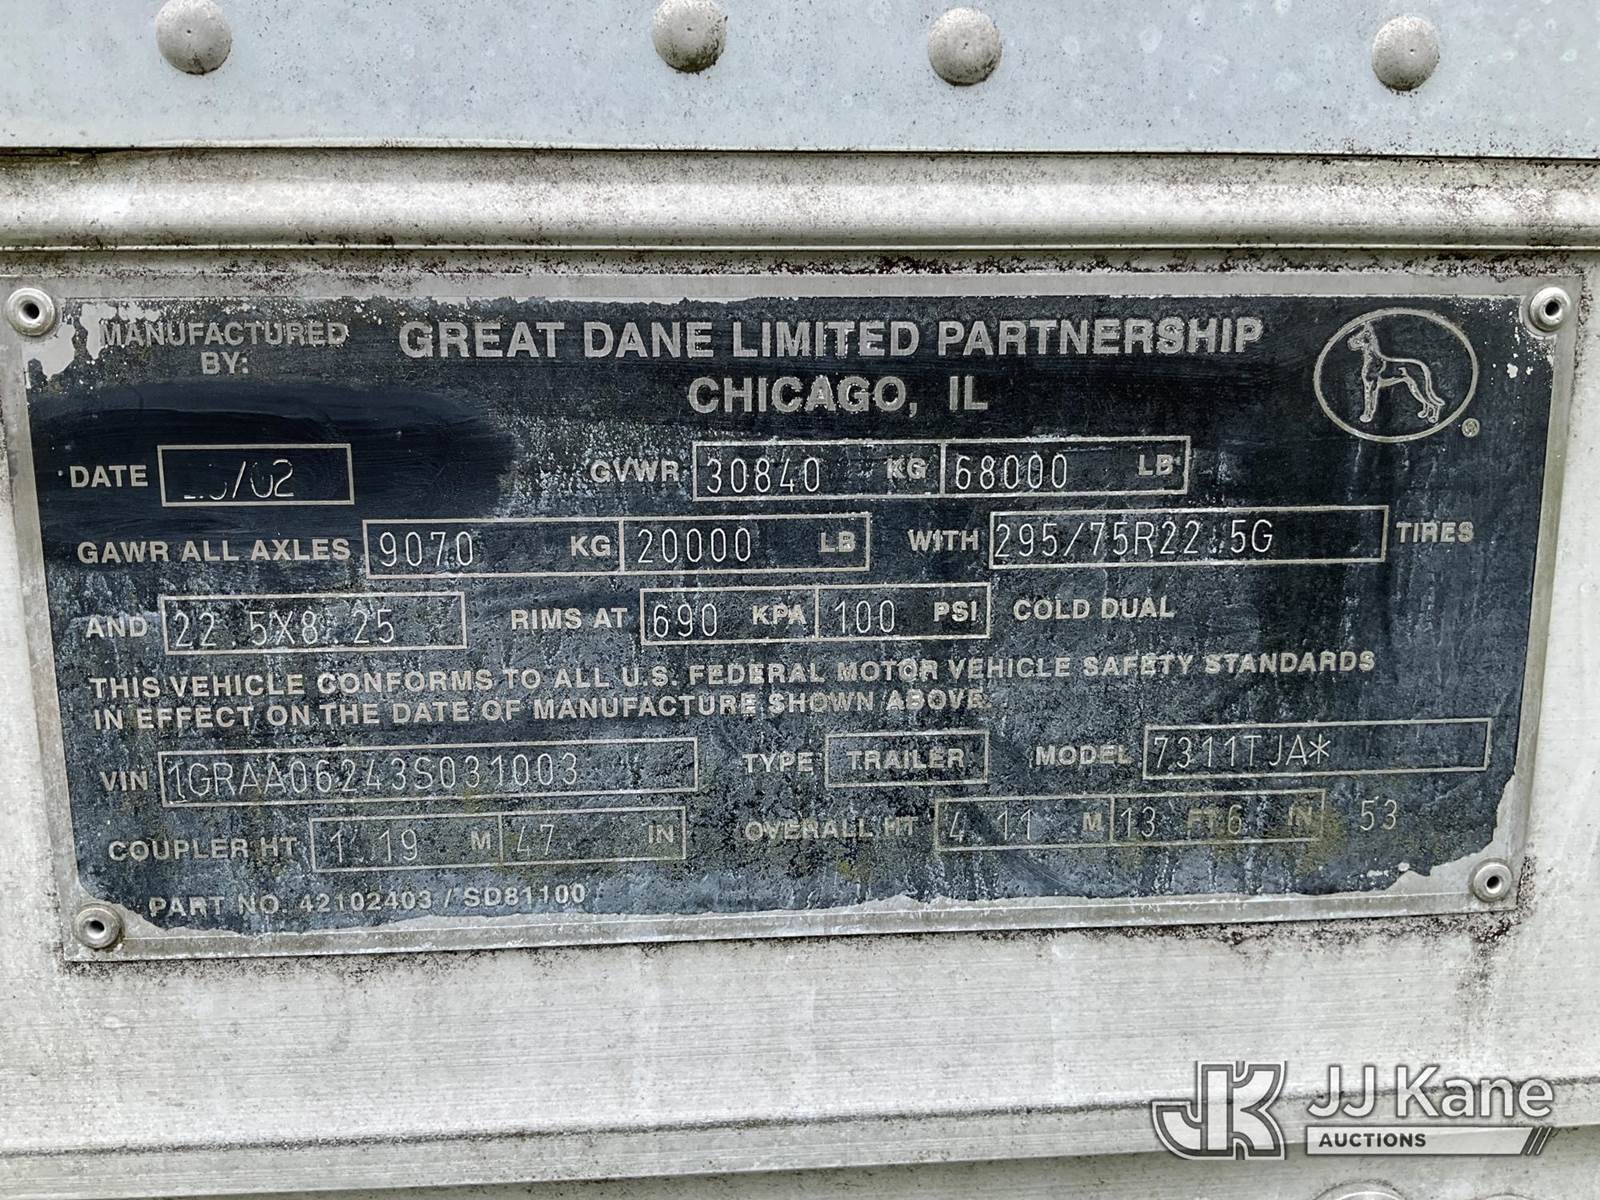 MANUFACTURED BY: GREAT DANE LIMITED PARTNERSHIP
CHICAGO, IL
®
DATE /02 GVWR 30840 KG 68000 LB
GAWR ALL AXLES 9070 KG 20000 LB WITH 295/75R22.5G TIRES
AND 22.5X8.25 RIMS AT 690 KPA 100 PSI COLD DUAL
THIS VEHICLE CONFORMS TO ALL U.S. FEDERAL MOTOR VEHICLE SAFETY STANDARDS
IN EFFECT ON THE DATE OF MANUFACTURE SHOWN ABOVE.
VIN 1GRAA06243S031003 TYPE TRAILER MODEL 7311TJA*
COUPLER HT 1.19 M 47 IN OVERALL HT 4.11 M 13 FT 6 IN 53
PART NO. 42102403 / SD81100
JK JJ Kane
AUCTIONS